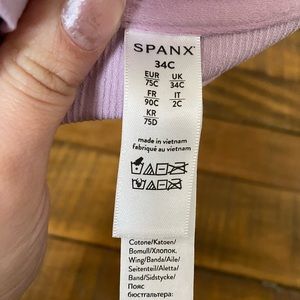 SPANX
34C
EUR UK
75C 34C
FR IT
90C 2C
KR
75D
made in vietnam
fabriqué au vietnam
Cotone/Katoen/
Bomull/Хлопок.
Wing/Banda/Aile/
Seitenteil/Aletta/
Band/Sidstycke/
Пояс
бюстгальтера: